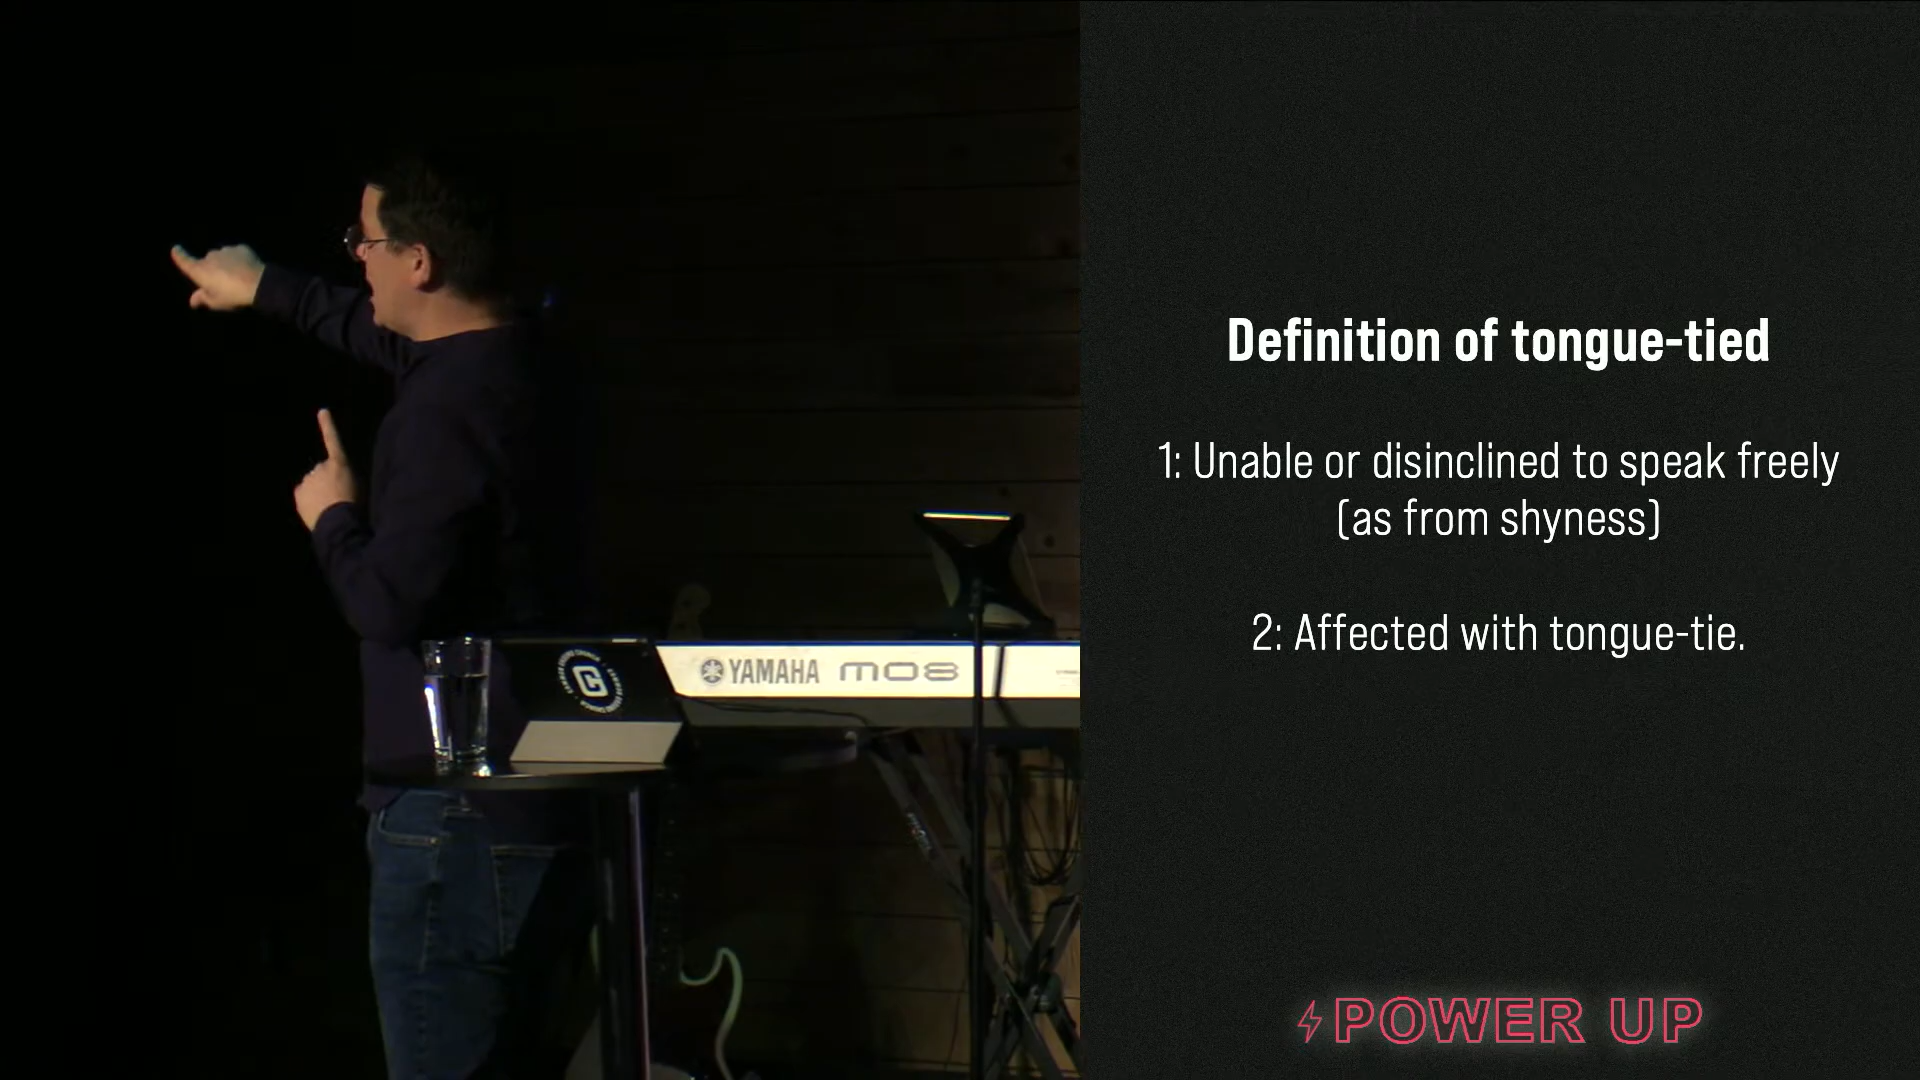 Definition of tongue-tied
1: Unable or disinclined to speak freely
(as from shyness)
2: Affected with tongue-tie.
YAMAHA MO8
C
POWER UP